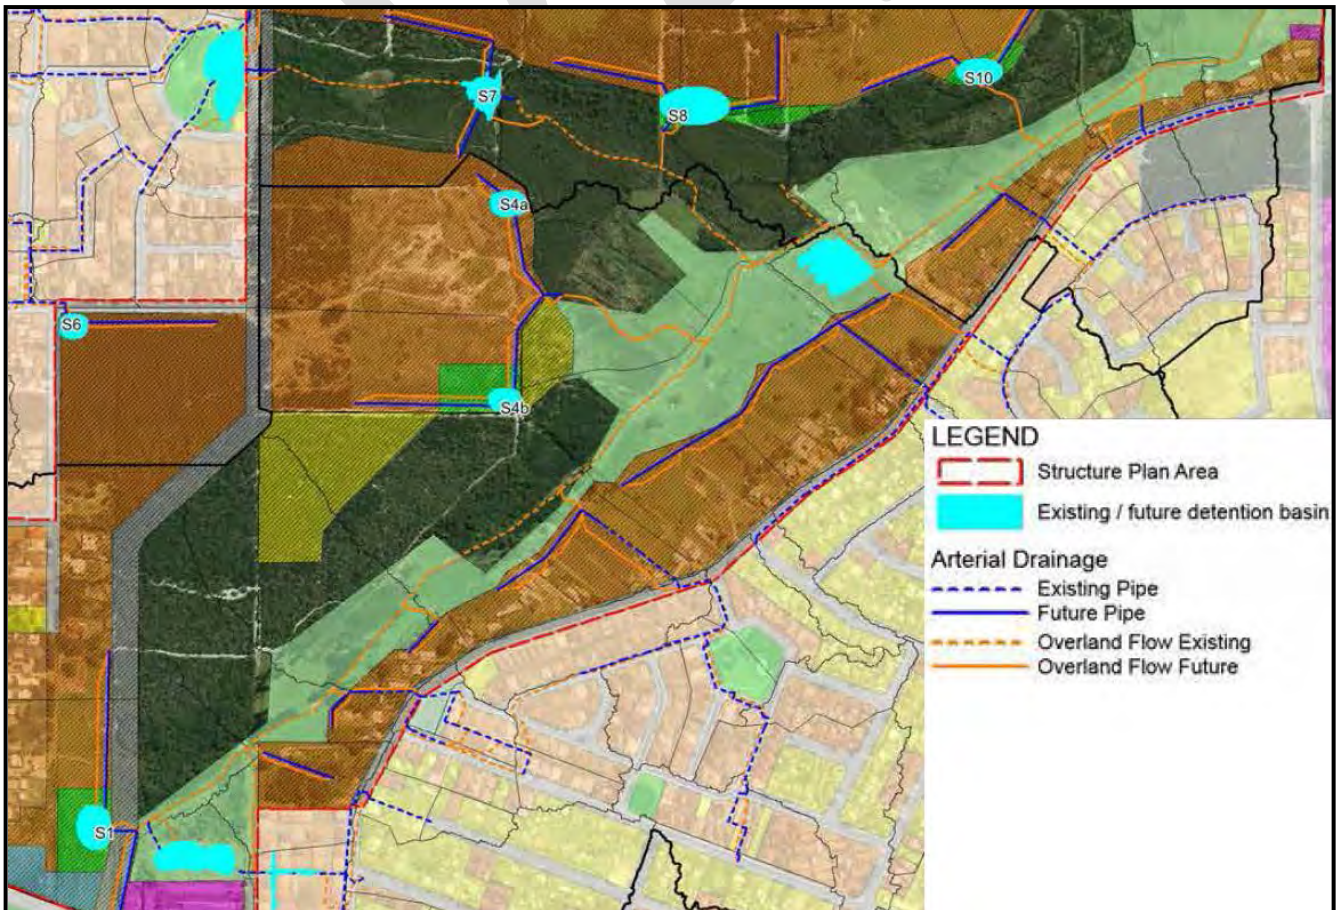 S7
S8
S10
S4a
S6
S4b
S1
LEGEND
Structure Plan Area
Existing / future detention basin
Arterial Drainage
Existing Pipe
Future Pipe
Overland Flow Existing
Overland Flow Future